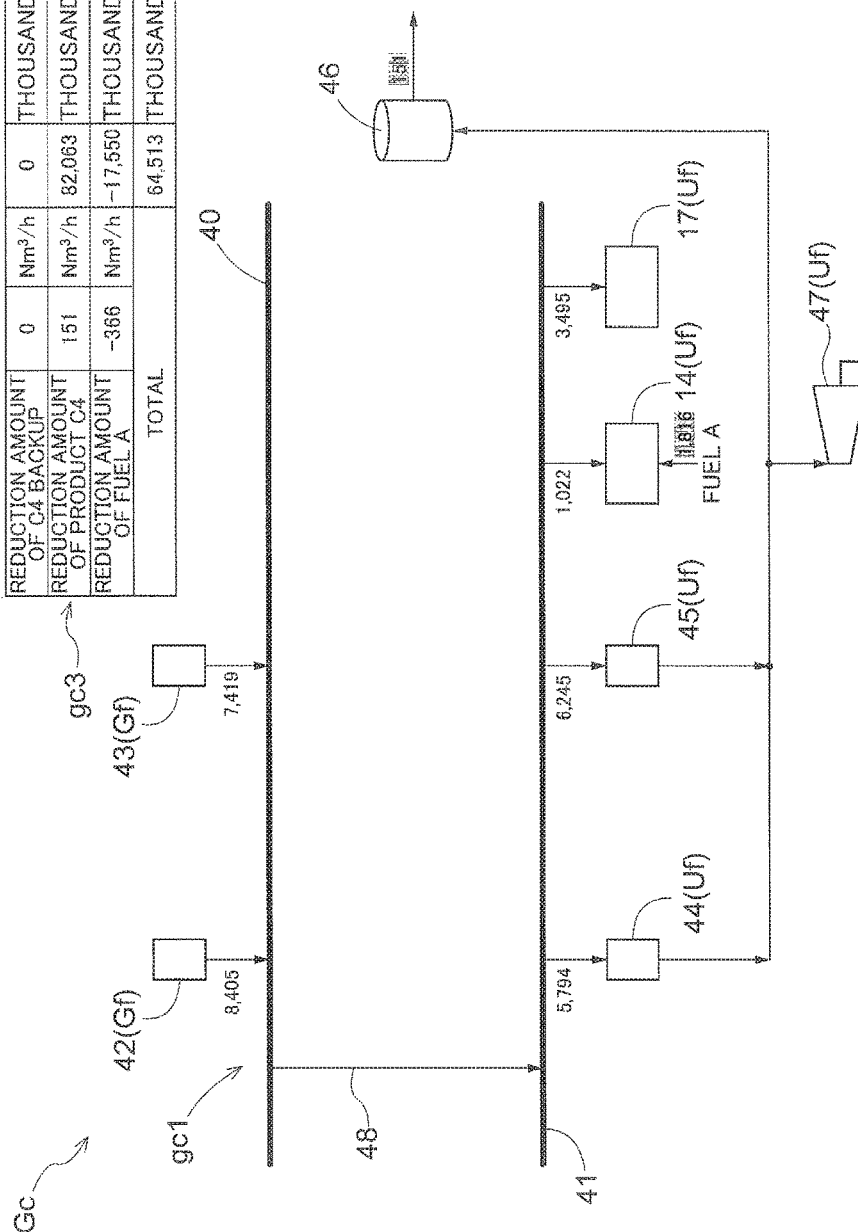 REDUCTION AMOUNT OF C4 BACKUP 0 Nm³/h 0 THOUSAND
REDUCTION AMOUNT OF PRODUCT C4 151 Nm³/h 82,063 THOUSAND
REDUCTION AMOUNT OF FUEL A -366 Nm³/h -17,550 THOUSAND
TOTAL 64,513 THOUSAND
gc3
Gc
gc1
42(Gf)
8,405
43(Gf)
7,419
40
46
151
48
41
5,794
44(Uf)
6,245
45(Uf)
1,022
14(Uf)
FUEL A
3,495
17(Uf)
47(Uf)